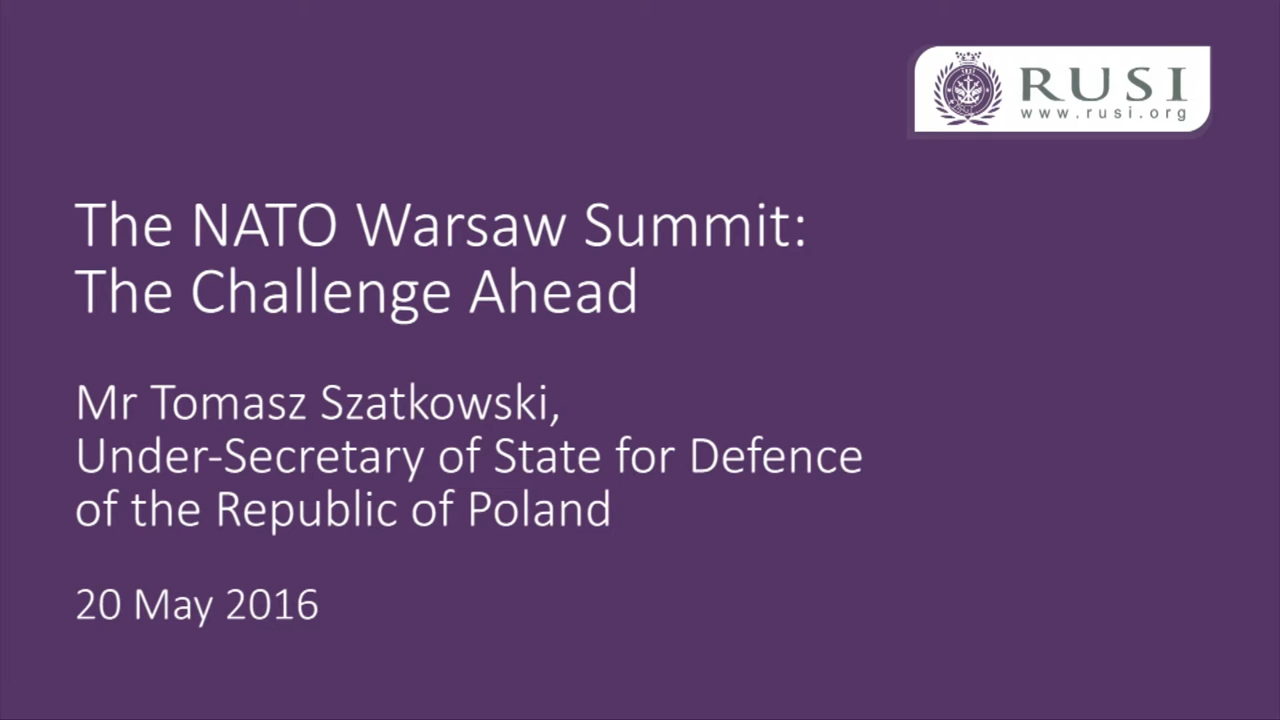 RUSI
www.rusi.org
The NATO Warsaw Summit:
The Challenge Ahead
Mr Tomasz Szatkowski,
Under-Secretary of State for Defence
of the Republic of Poland
20 May 2016